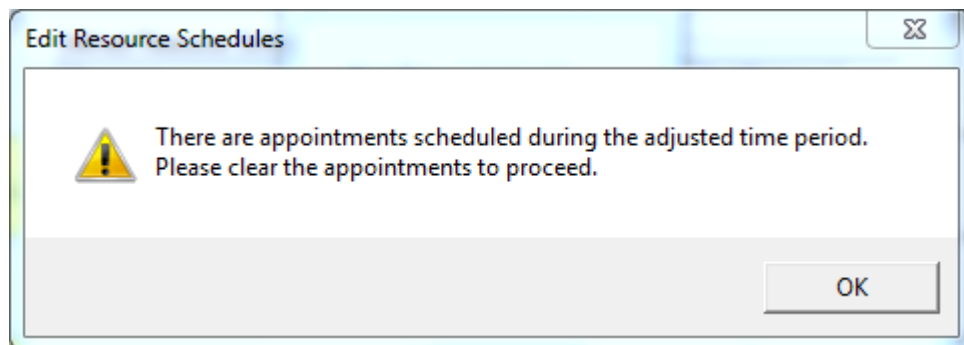 Edit Resource Schedules
There are appointments scheduled during the adjusted time period.
Please clear the appointments to proceed.
OK